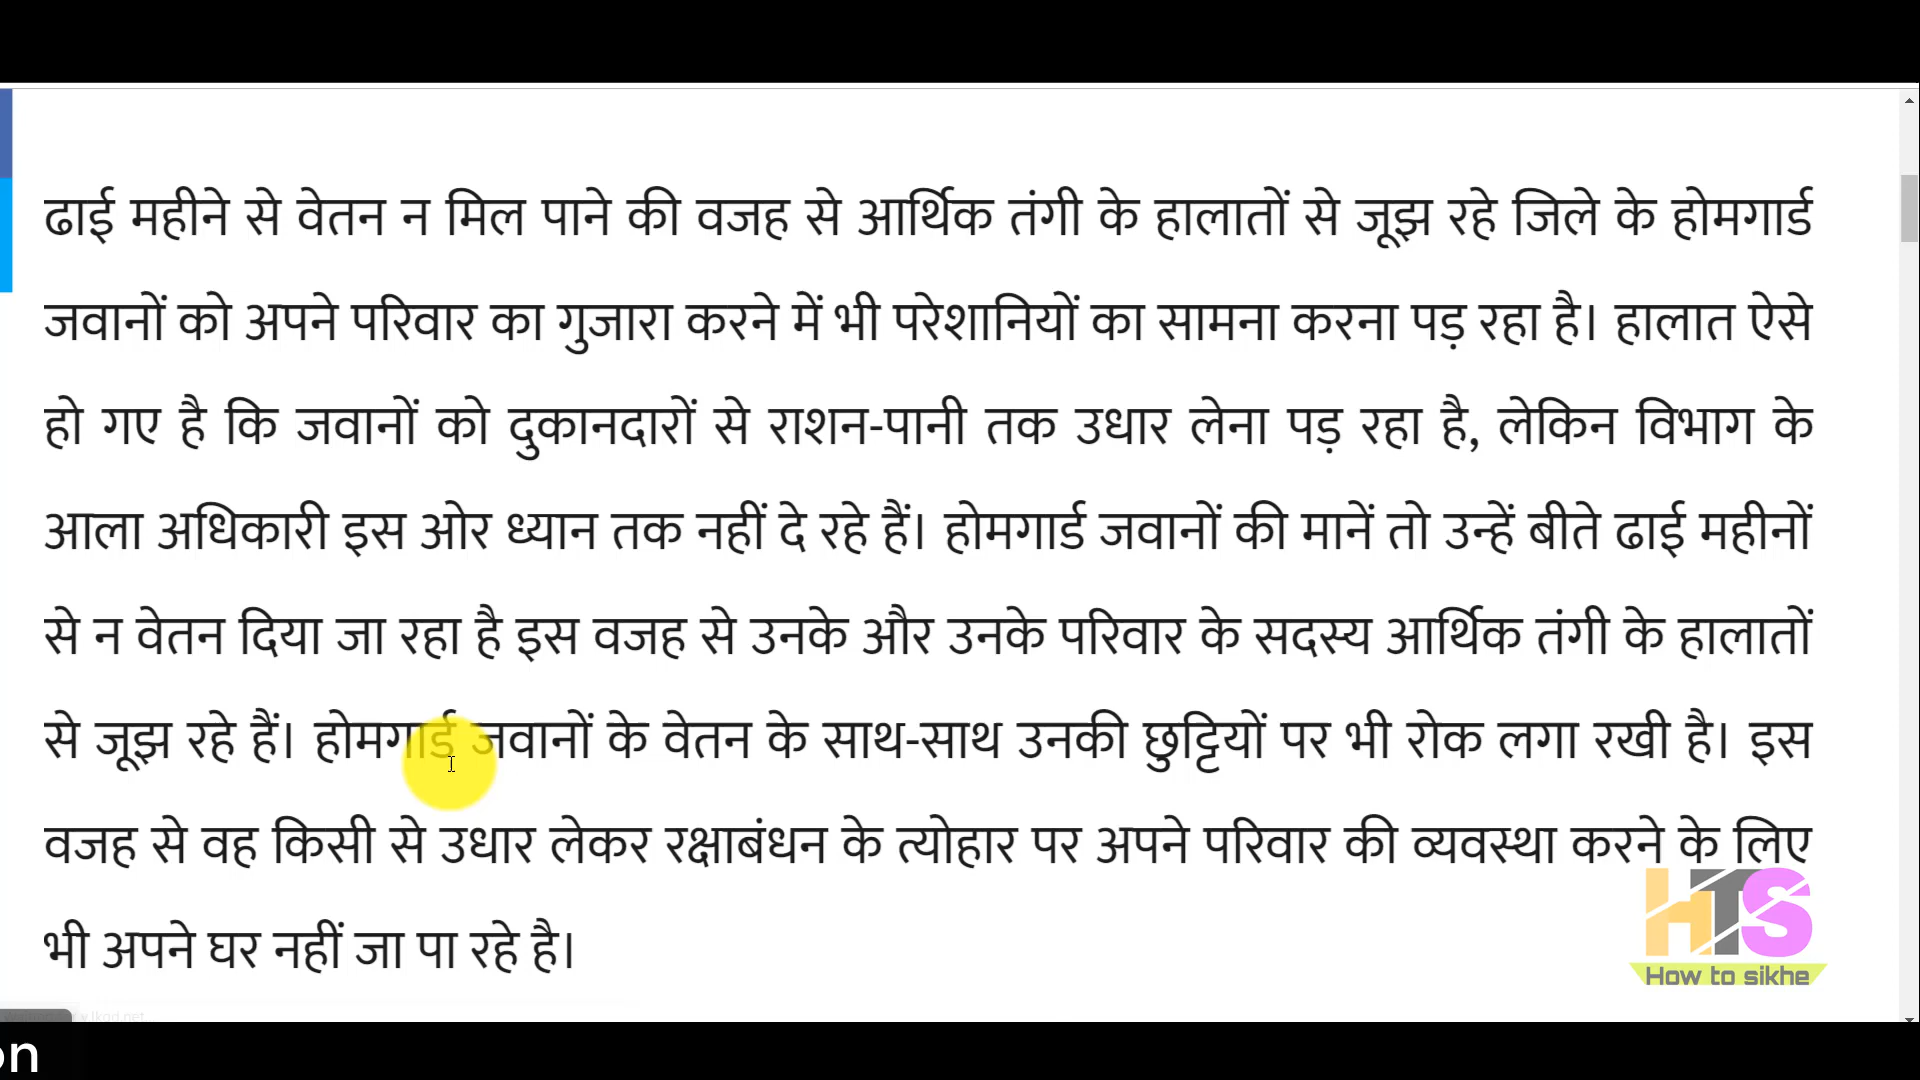 ढाई महीने से वेतन न मिल पाने की वजह से आर्थिक तंगी के हालातों से जूझ रहे जिले के होमगार्ड
जवानों को अपने परिवार का गुजारा करने में भी परेशानियों का सामना करना पड़ रहा है। हालात ऐसे
हो गए है कि जवानों को दुकानदारों से राशन-पानी तक उधार लेना पड़ रहा है, लेकिन विभाग के
आला अधिकारी इस ओर ध्यान तक नहीं दे रहे हैं। होमगार्ड जवानों की मानें तो उन्हें बीते ढाई महीनों
से न वेतन दिया जा रहा है इस वजह से उनके और उनके परिवार के सदस्य आर्थिक तंगी के हालातों
से जूझ रहे हैं। होमगार्ड जवानों के वेतन के साथ-साथ उनकी छुट्टियों पर भी रोक लगा रखी है। इस
वजह से वह किसी से उधार लेकर रक्षाबंधन के त्योहार पर अपने परिवार की व्यवस्था करने के लिए
भी अपने घर नहीं जा पा रहे है।
HTS
How to sikhe
on